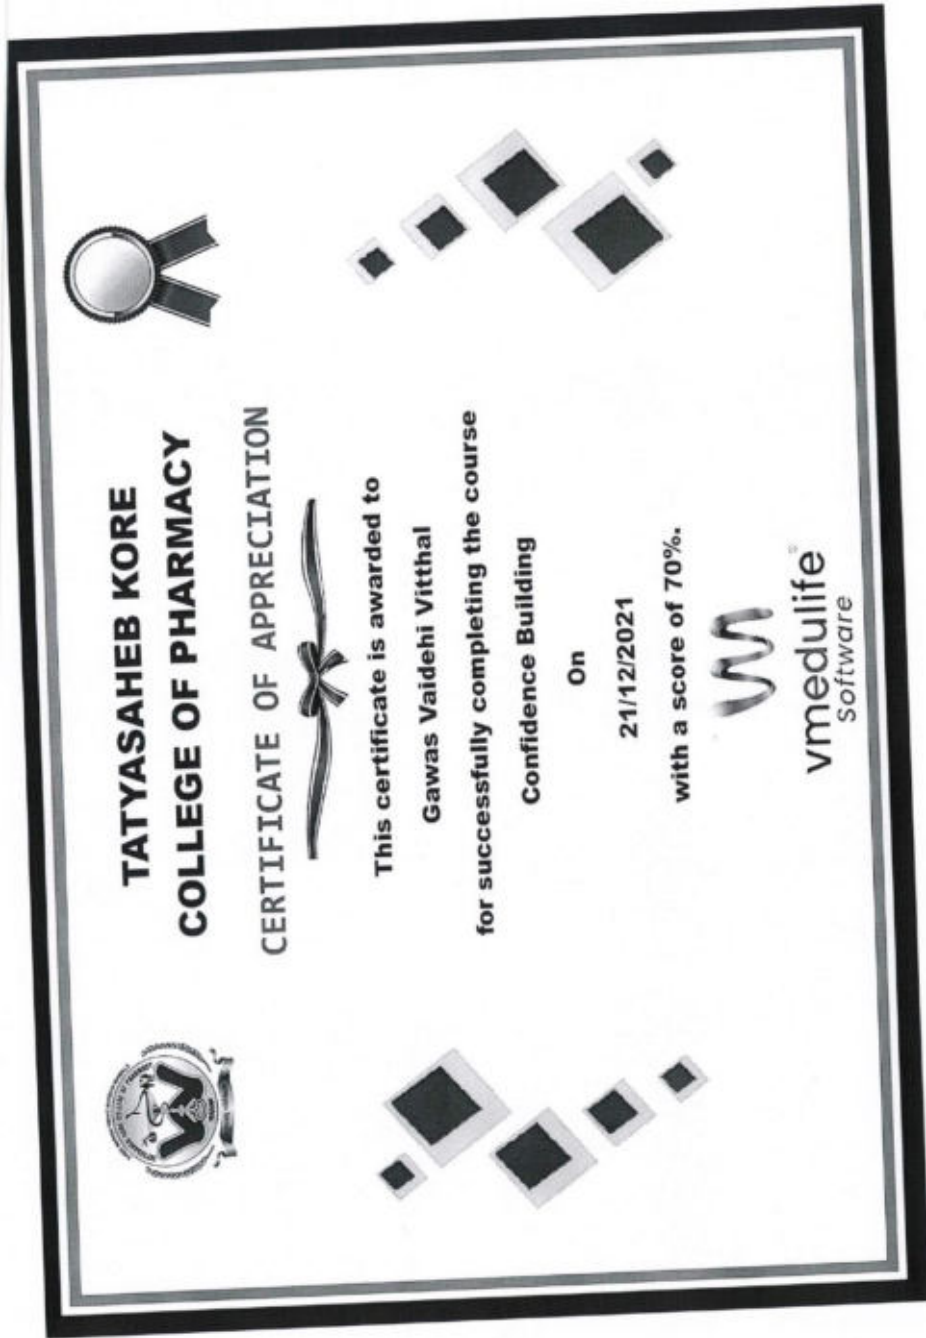 TATYASAHEB KORE
COLLEGE OF PHARMACY
CERTIFICATE OF APPRECIATION
This certificate is awarded to
Gawas Vaidehi Vitthal
for successfully completing the course
Confidence Building
On
21/12/2021
with a score of 70%.
vmedulife®
Software